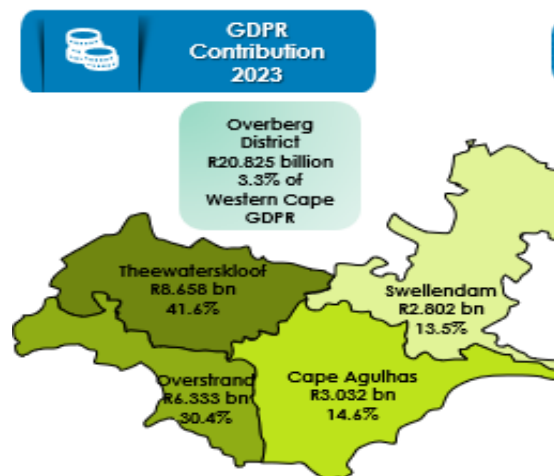 GDPR
Contribution
2023
Overberg
District
R20.825 billion
3.3% of
Western Cape
GDPR
Theewaterskloof
R8.658 bn
41.6%
Swellendam
R2.802 bn
13.5%
Overstrand
R6.333 bn
30.4%
Cape Agulhas
R3.032 bn
14.6%